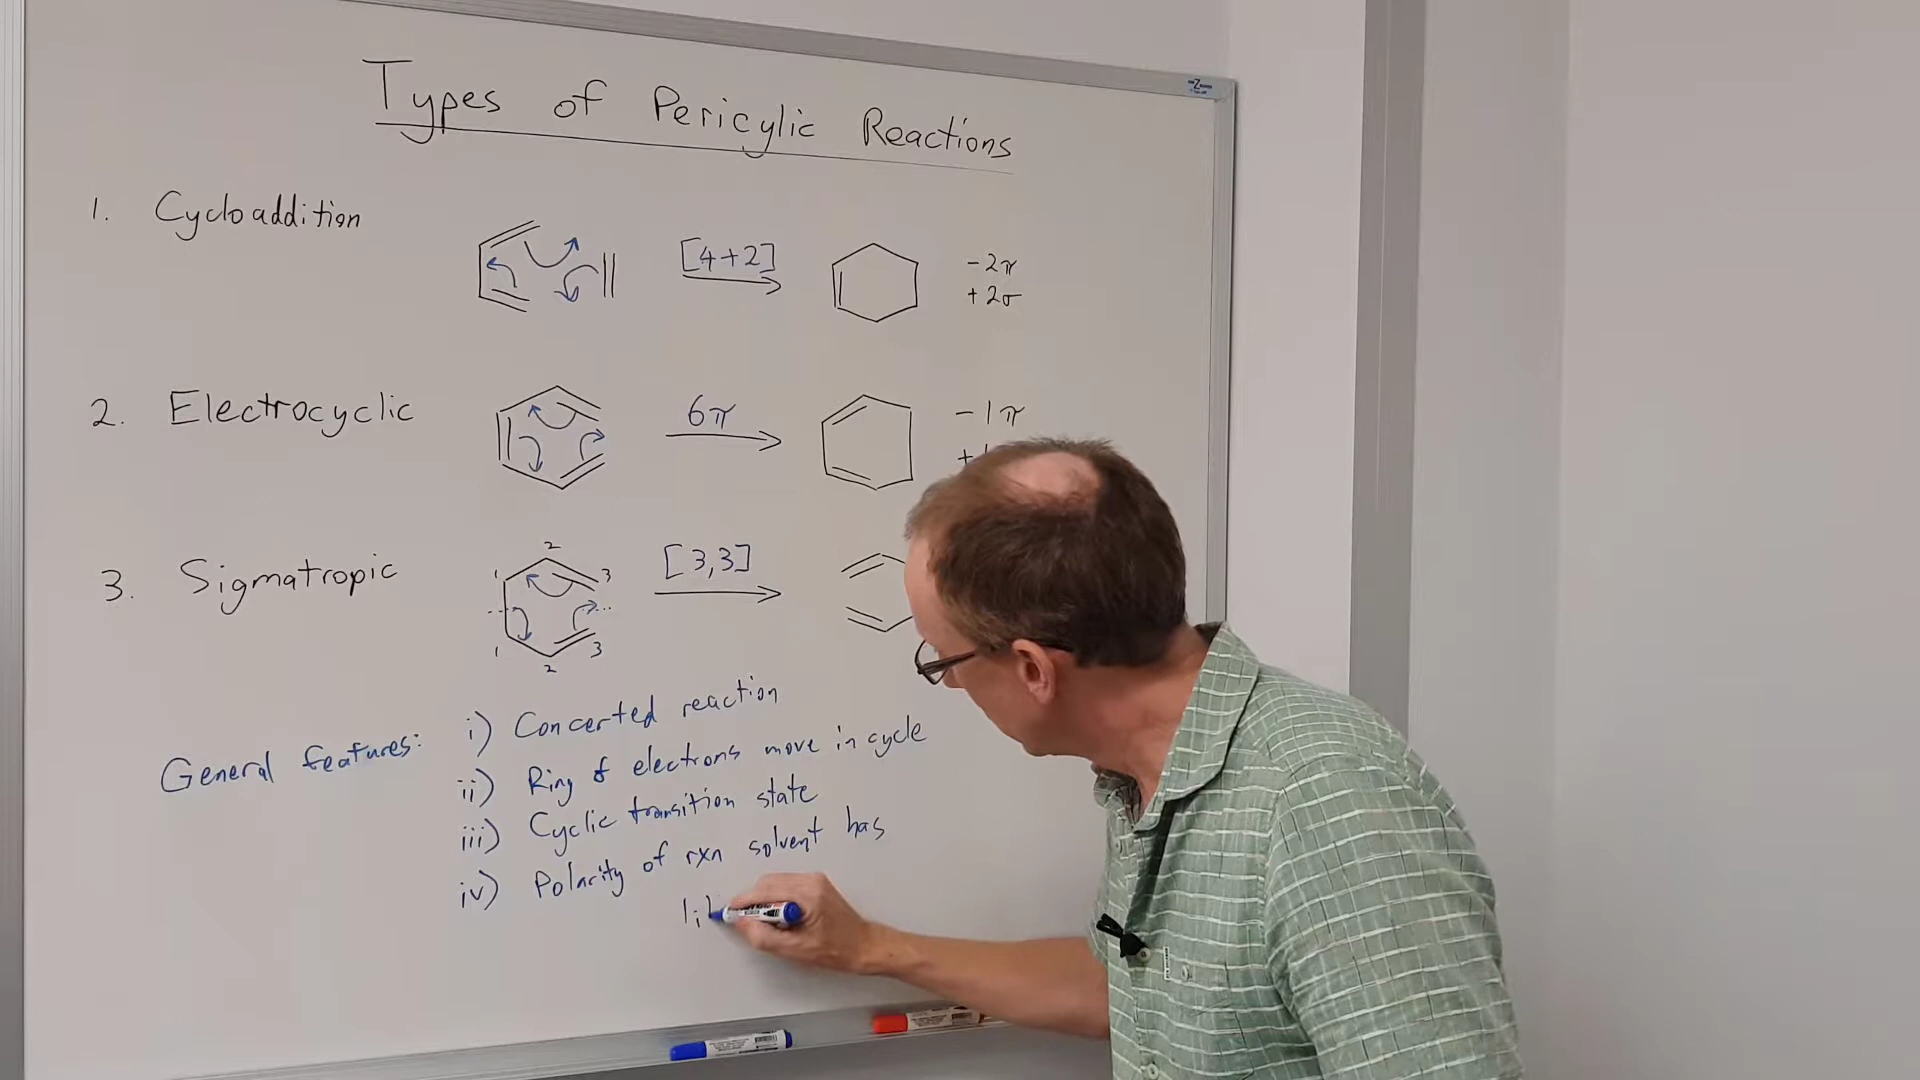 Types of Pericylic Reactions
1. Cycloaddition
[4+2]
-2π
+2σ
2. Electrocyclic
6π
-1π
3. Sigmatropic
1 2 3
[3,3]
1 2 3
General features: i) Concerted reaction
ii) Ring of electrons move in cycle
iii) Cyclic transition state
iv) Polarity of rxn solvent has